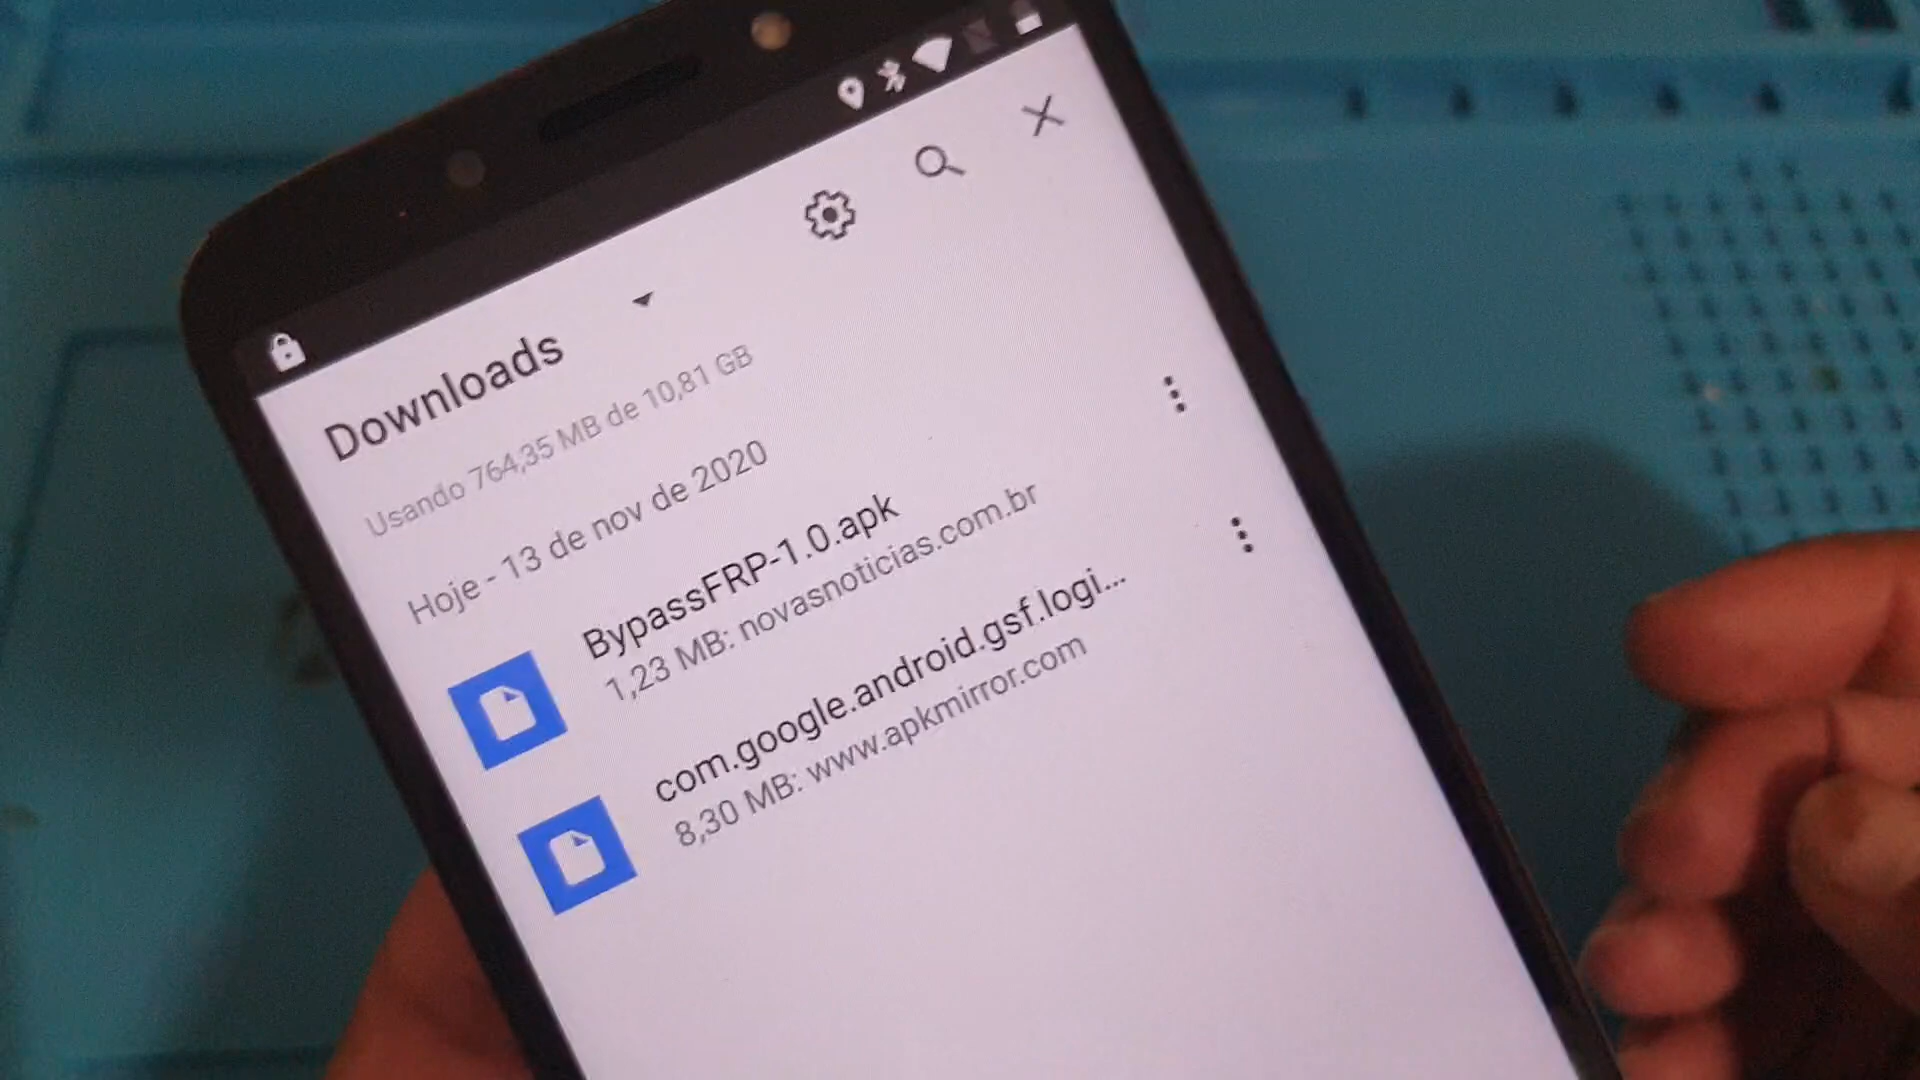 Downloads
Usando 764,35 MB de 10,81 GB
Hoje - 13 de nov de 2020
BypassFRP-1.0.apk
1,23 MB: novasnoticias.com.br
com.google.android.gsf.logi...
8,30 MB: www.apkmirror.com